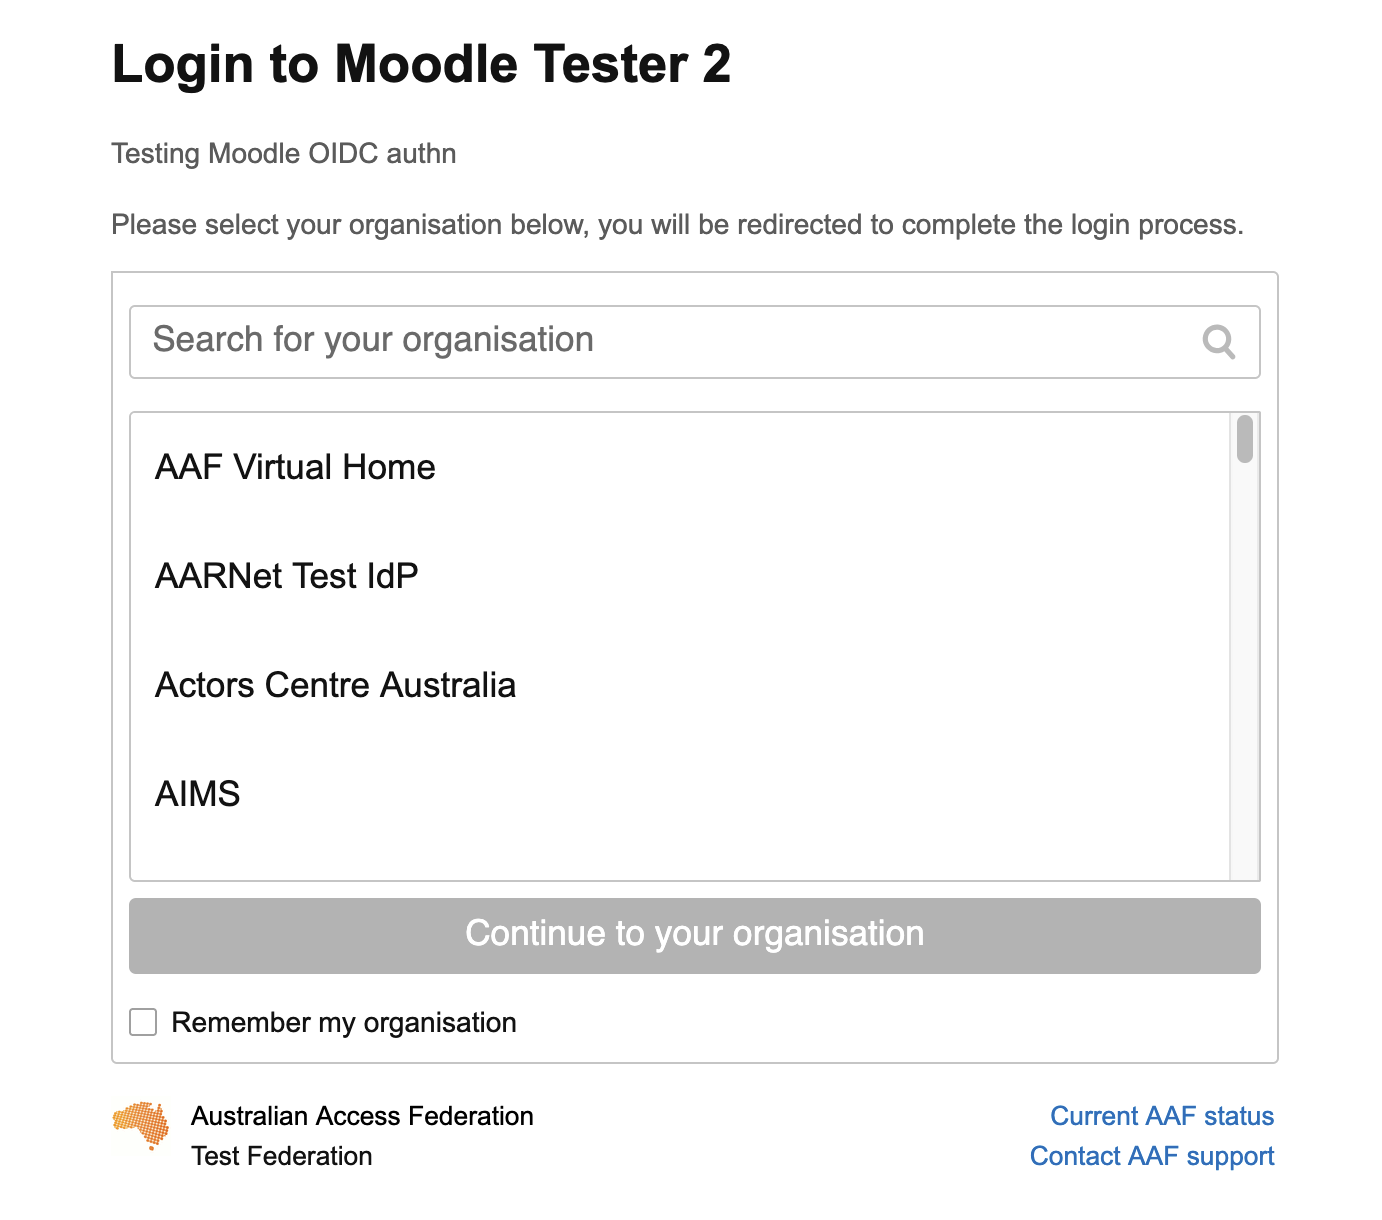 Login to Moodle Tester 2
Testing Moodle OIDC authn
Please select your organisation below, you will be redirected to complete the login process.
Search for your organisation
AAF Virtual Home
AARNet Test IdP
Actors Centre Australia
AIMS
Continue to your organisation
Remember my organisation
Australian Access Federation
Test Federation
Current AAF status
Contact AAF support